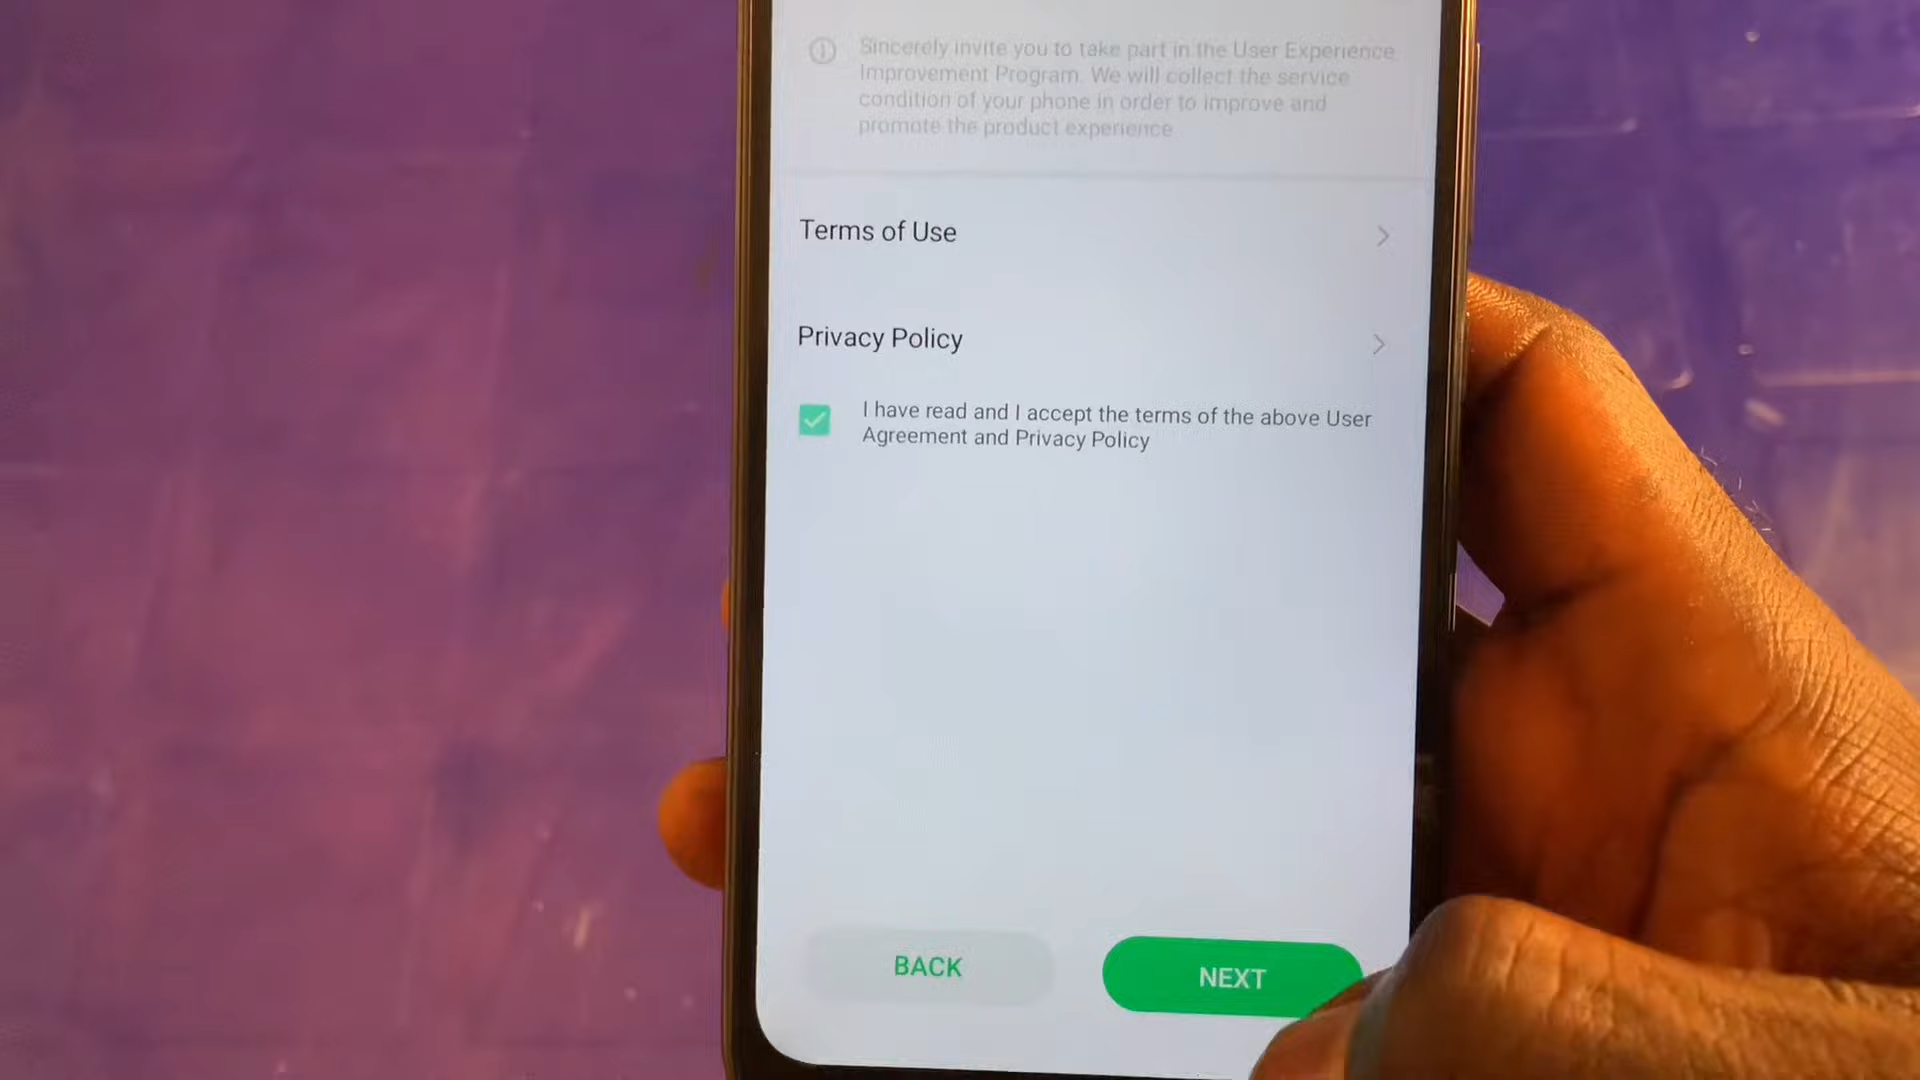 Sincerely invite you to take part in the User Experience
Improvement Program. We will collect the service
condition of your phone in order to improve and
promote the product experience
Terms of Use
Privacy Policy
I have read and I accept the terms of the above User
Agreement and Privacy Policy
BACK
NEXT